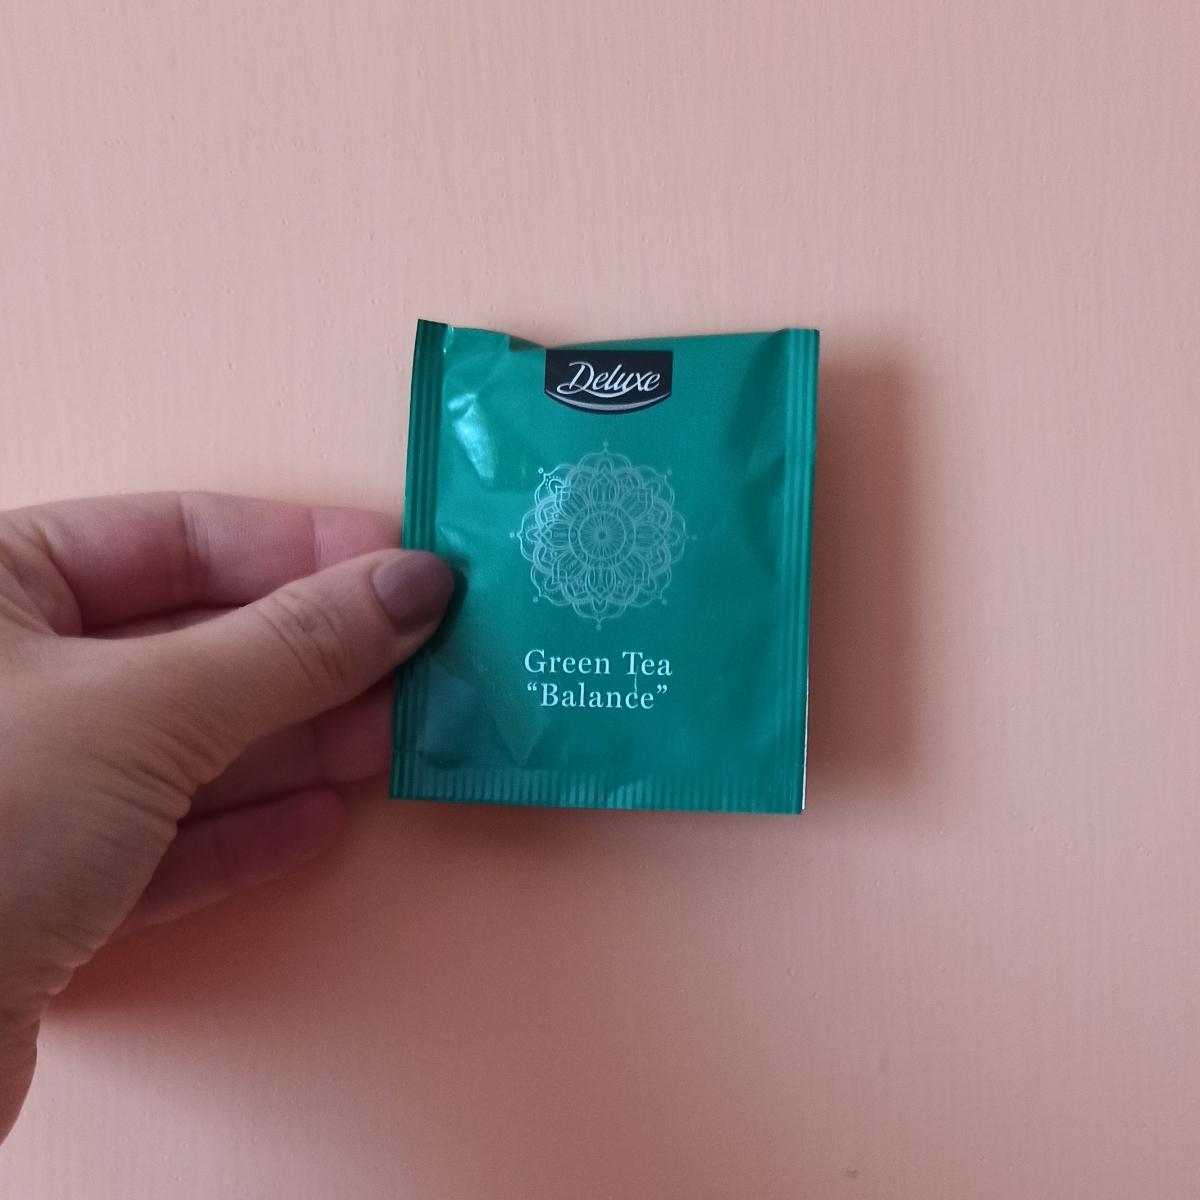 Deluxe
Green Tea
“Balance”